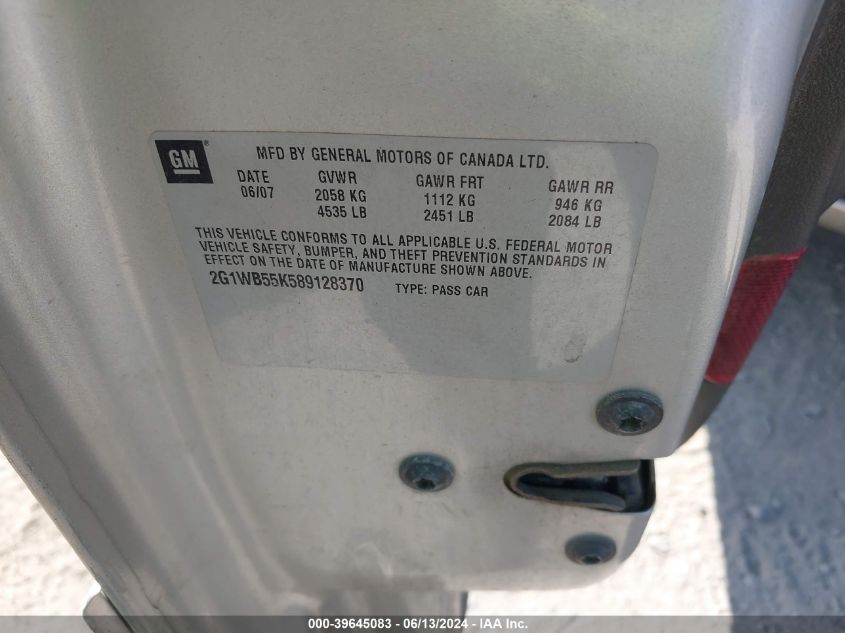 GM ®
MFD BY GENERAL MOTORS OF CANADA LTD.
DATE GVWR GAWR FRT GAWR RR
06/07 2058 KG 1112 KG 946 KG
4535 LB 2451 LB 2084 LB
THIS VEHICLE CONFORMS TO ALL APPLICABLE U.S. FEDERAL MOTOR
VEHICLE SAFETY, BUMPER, AND THEFT PREVENTION STANDARDS IN
EFFECT ON THE DATE OF MANUFACTURE SHOWN ABOVE.
2G1WB55K589128370 TYPE: PASS CAR
000-39645083 - 06/13/2024 - IAA Inc.